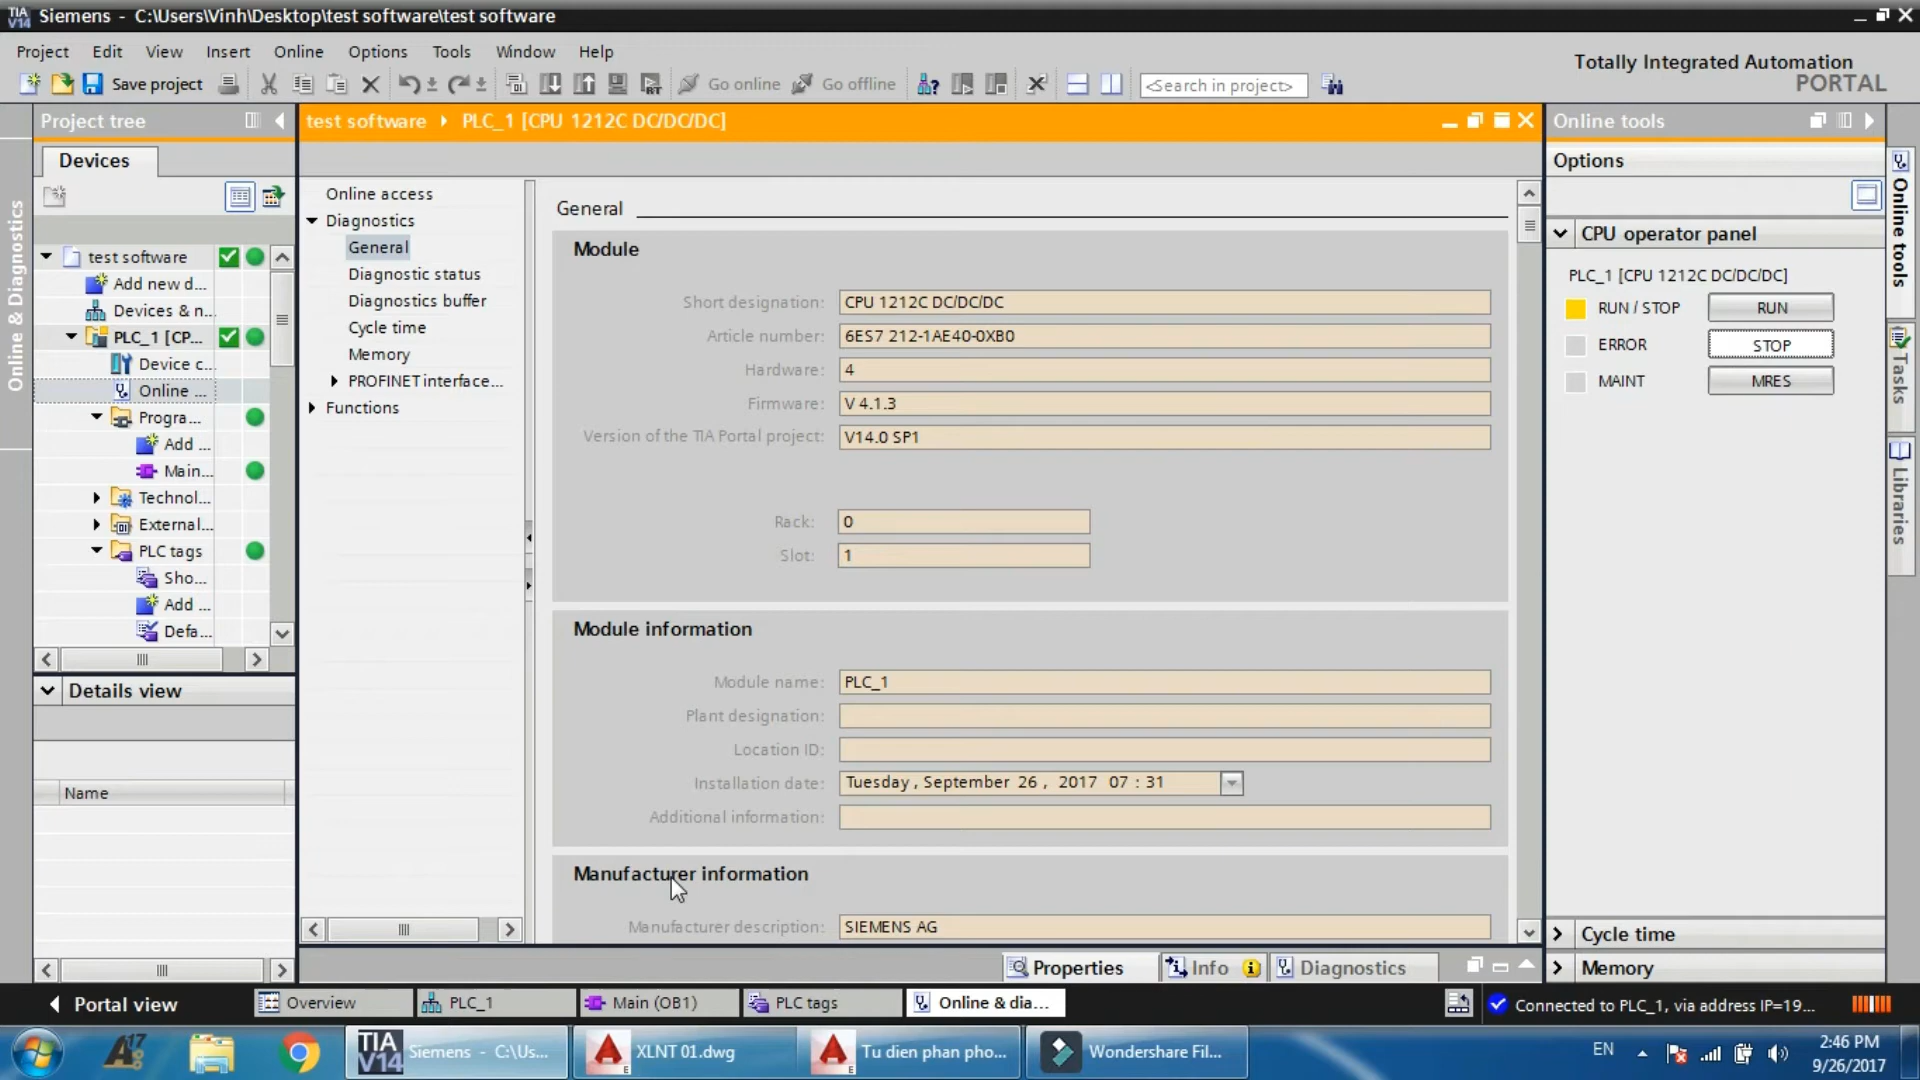 TIA V14 Siemens - C:\Users\Vinh\Desktop\test software\test software
Project Edit View Insert Online Options Tools Window Help
Totally Integrated Automation
PORTAL
Save project
Go online
Go offline
<Search in project>
Project tree
test software PLC_1 [CPU 1212C DC/DC/DC]
Online tools
Devices
Options
Online & Diagnostics
test software
Add new d...
Devices & n...
PLC_1 [CP...
Device c...
Online ...
Progra...
Add ...
Main...
Technol...
External...
PLC tags
Sho...
Add ...
Defa...
Details view
Name
Online access
Diagnostics
General
Diagnostic status
Diagnostics buffer
Cycle time
Memory
PROFINET interface...
Functions
General
Module
Short designation: CPU 1212C DC/DC/DC
Article number: 6ES7 212-1AE40-0XB0
Hardware: 4
Firmware: V 4.1.3
Version of the TIA Portal project: V14.0 SP1
Rack: 0
Slot: 1
Module information
Module name: PLC_1
Plant designation:
Location ID:
Installation date: Tuesday , September 26 , 2017 07 : 31
Additional information:
Manufacturer information
Manufacturer description: SIEMENS AG
CPU operator panel
PLC_1 [CPU 1212C DC/DC/DC]
RUN / STOP RUN
ERROR STOP
MAINT MRES
Cycle time
Memory
Online tools
Tasks
Libraries
Properties Info Diagnostics
Portal view Overview PLC_1 Main (OB1) PLC tags Online & dia... Connected to PLC_1, via address IP=19...
TIA V14 Siemens - C:\Us... XLNT 01.dwg Tu dien phan pho... Wondershare Fil... EN
2:46 PM
9/26/2017